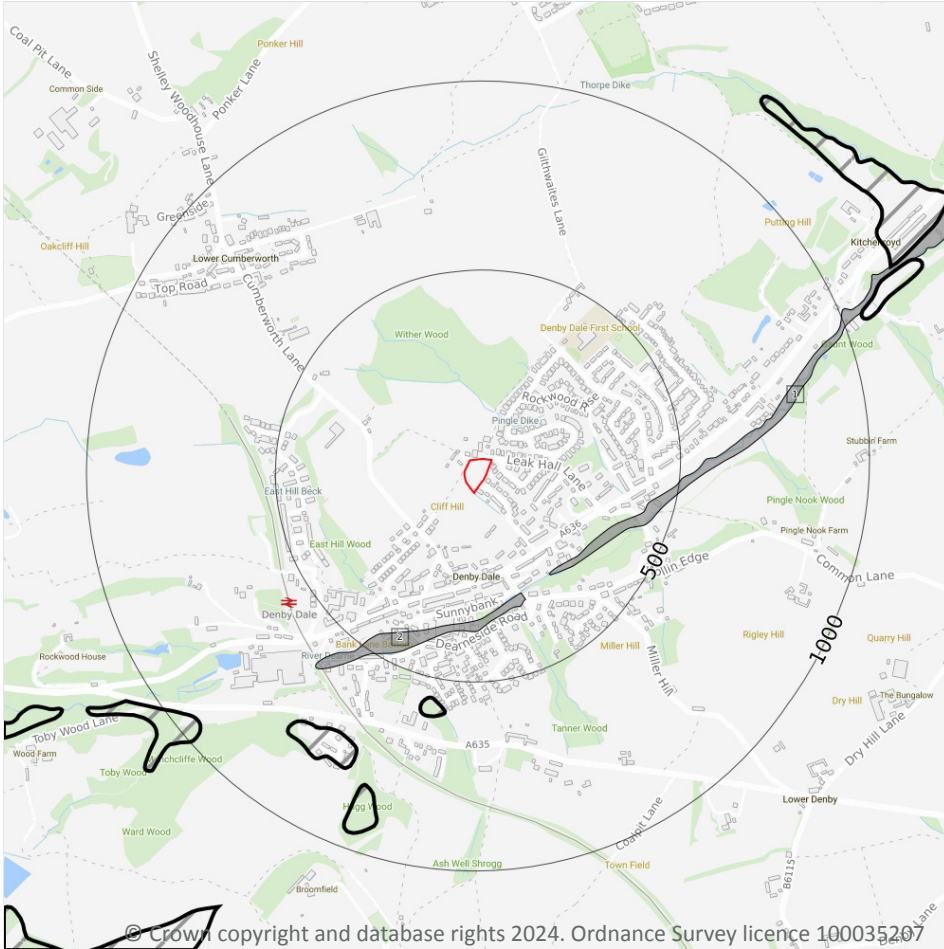 Coal Pit Lane
Ponker Hill
Common Side
Shelley Woodhouse Lane
Ponker Lane
Thorpe Dike
Gilthwaites Lane
Greenside
Putting Hill
Oakcliff Hill
Lower Cumberworth
Kitchenroyd
Top Road
Cumberworth Lane
Wither Wood
Denby Dale First School
Rockwood Rise
1
Pingle Dike
Stubbin Farm
Leak Hall Lane
East Hill Beck
Pingle Nook Wood
Cliff Hill
A636
Pingle Nook Farm
East Hill Wood
500
Denby Dale
Common Lane
Denby Dale
Sunnybank
2
Dearneside Road
1000
Rigley Hill
Quarry Hill
Rockwood House
Miller Hill
Miller Hill
Dry Hill
The Bungalow
Toby Wood Lane
Tanner Wood
Wood Farm
A635
Dry Hill Lane
Toby Wood
Hagg Wood
Lower Denby
Ward Wood
Coalpit Lane
Ash Well Shrogg
Town Field
Broomfield
B6115
© Crown copyright and database rights 2024. Ordnance Survey licence 100035207